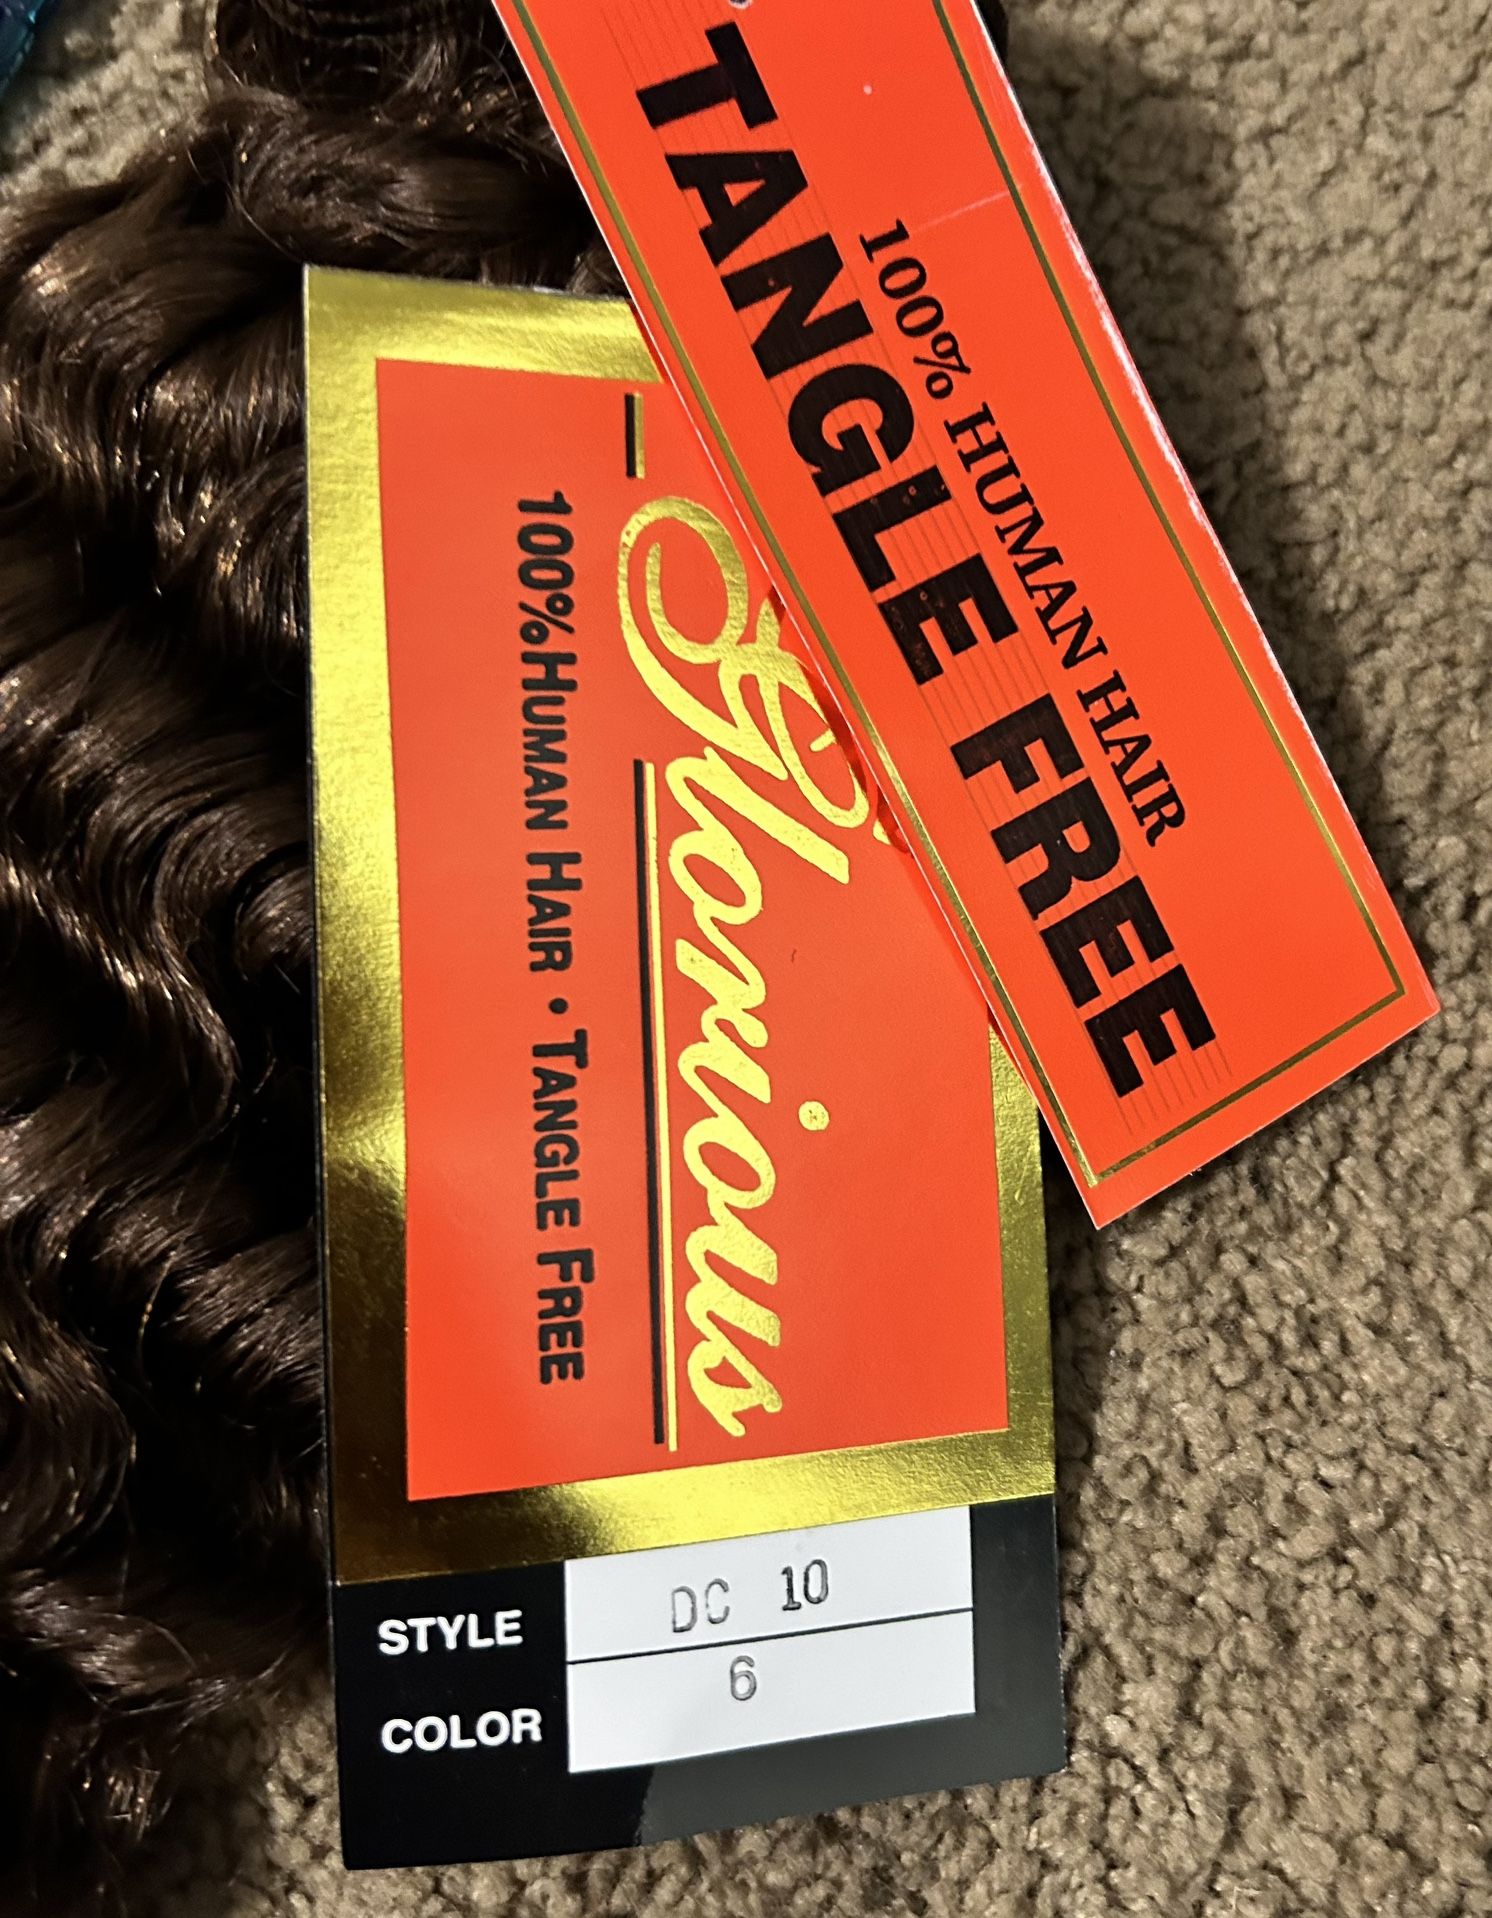 TANGLE FREE
100% HUMAN HAIR
Glorious
100% HUMAN HAIR • TANGLE FREE
STYLE DC 10
COLOR 6